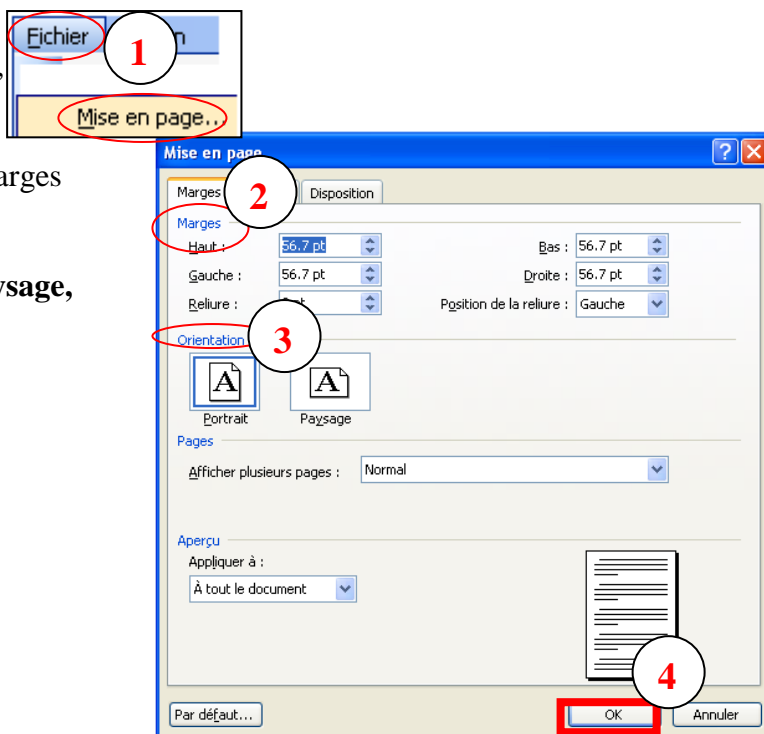 Fichier 1 n
,
Mise en page...
Mise en page
arges
Marges 2 Disposition
Marges
Haut : 56.7 pt Bas : 56.7 pt
ysage,
Gauche : 56.7 pt Droite : 56.7 pt
Reliure : pt Position de la reliure : Gauche
Orientation 3
A A
Portrait Paysage
Pages
Afficher plusieurs pages : Normal
Aperçu
Appliquer à :
À tout le document
4
Par défaut... OK Annuler